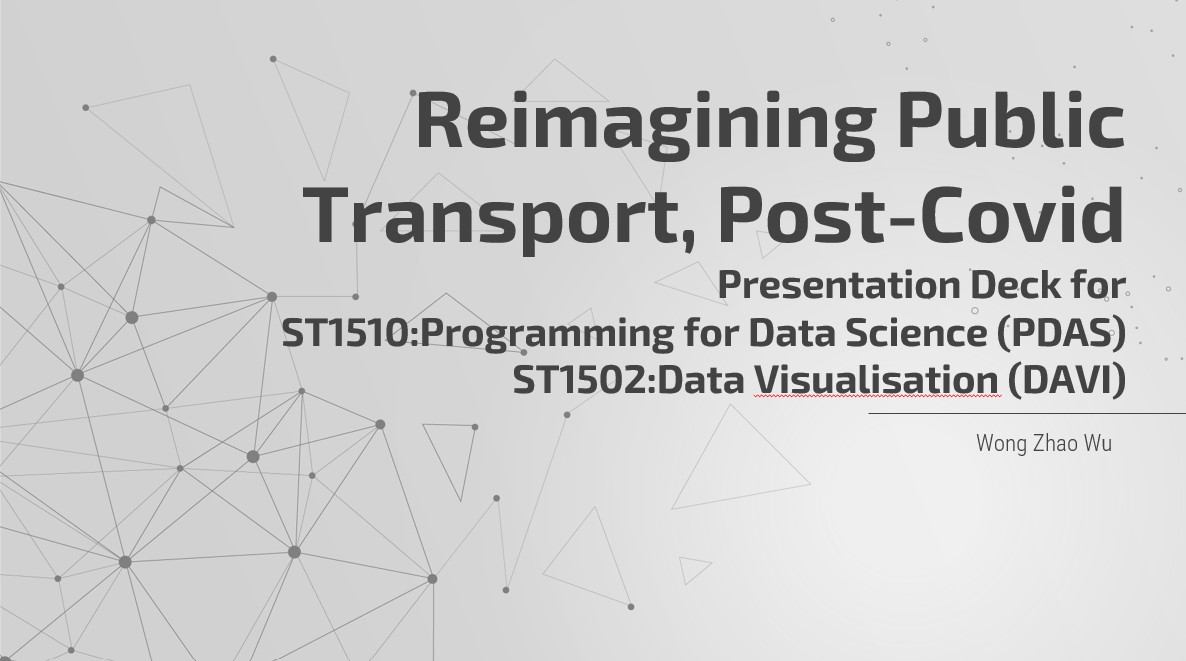 Reimagining Public
Transport, Post-Covid
Presentation Deck for
ST1510:Programming for Data Science (PDAS)
ST1502:Data Visualisation (DAVI)
Wong Zhao Wu